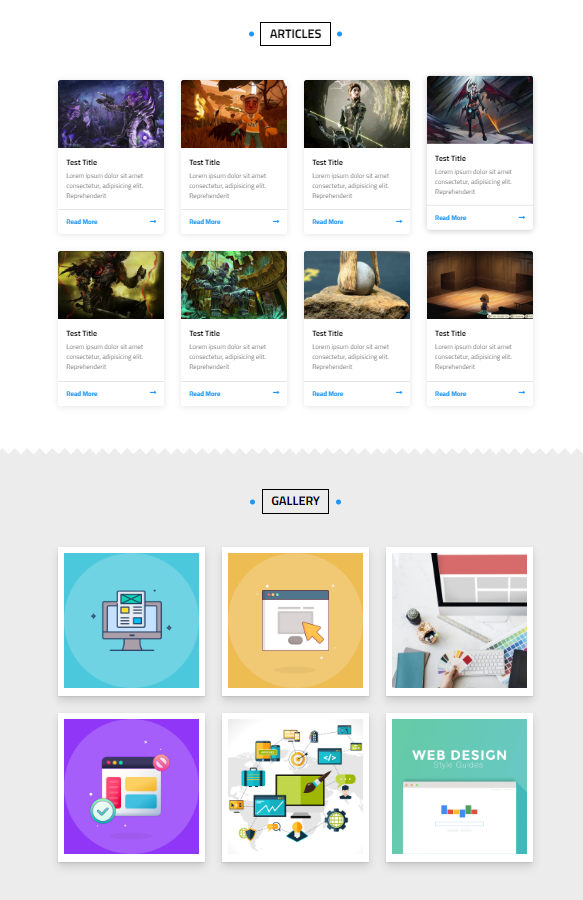 ARTICLES
Test Title
Lorem ipsum dolor sit amet
consectetur, adipisicing elit.
Reprehenderit
Read More
Test Title
Lorem ipsum dolor sit amet
consectetur, adipisicing elit.
Reprehenderit
Read More
Test Title
Lorem ipsum dolor sit amet
consectetur, adipisicing elit.
Reprehenderit
Read More
Test Title
Lorem ipsum dolor sit amet
consectetur, adipisicing elit.
Reprehenderit
Read More
Test Title
Lorem ipsum dolor sit amet
consectetur, adipisicing elit.
Reprehenderit
Read More
Test Title
Lorem ipsum dolor sit amet
consectetur, adipisicing elit.
Reprehenderit
Read More
Test Title
Lorem ipsum dolor sit amet
consectetur, adipisicing elit.
Reprehenderit
Read More
Test Title
Lorem ipsum dolor sit amet
consectetur, adipisicing elit.
Reprehenderit
Read More
GALLERY
</>
WEB DESIGN
Style Guides